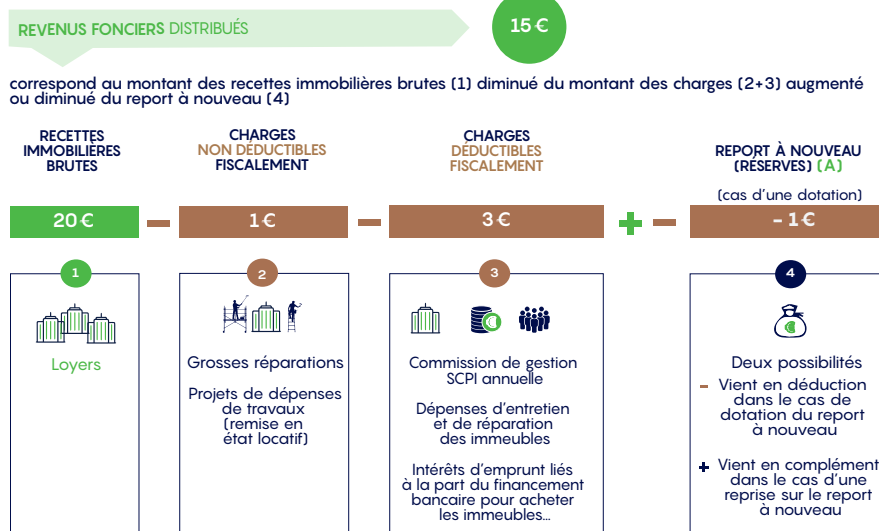 REVENUS FONCIERS DISTRIBUÉS
15 €
correspond au montant des recettes immobilières brutes (1) diminué du montant des charges (2+3) augmenté
ou diminué du report à nouveau (4)
RECETTES
IMMOBILIÈRES
BRUTES
20 €
1
Loyers
CHARGES
NON DÉDUCTIBLES
FISCALEMENT
1 €
2
Grosses réparations
Projets de dépenses
de travaux
(remise en
état locatif)
CHARGES
DÉDUCTIBLES
FISCALEMENT
3 €
3
Commission de gestion
SCPI annuelle
Dépenses d'entretien
et de réparation
des immeubles
Intérêts d'emprunt liés
à la part du financement
bancaire pour acheter
les immeubles...
REPORT À NOUVEAU
(RÉSERVES) (A)
(cas d'une dotation)
- 1 €
4
Deux possibilités
- Vient en déduction
dans le cas de
dotation du report
à nouveau
+ Vient en complément
dans le cas d'une
reprise sur le report
à nouveau